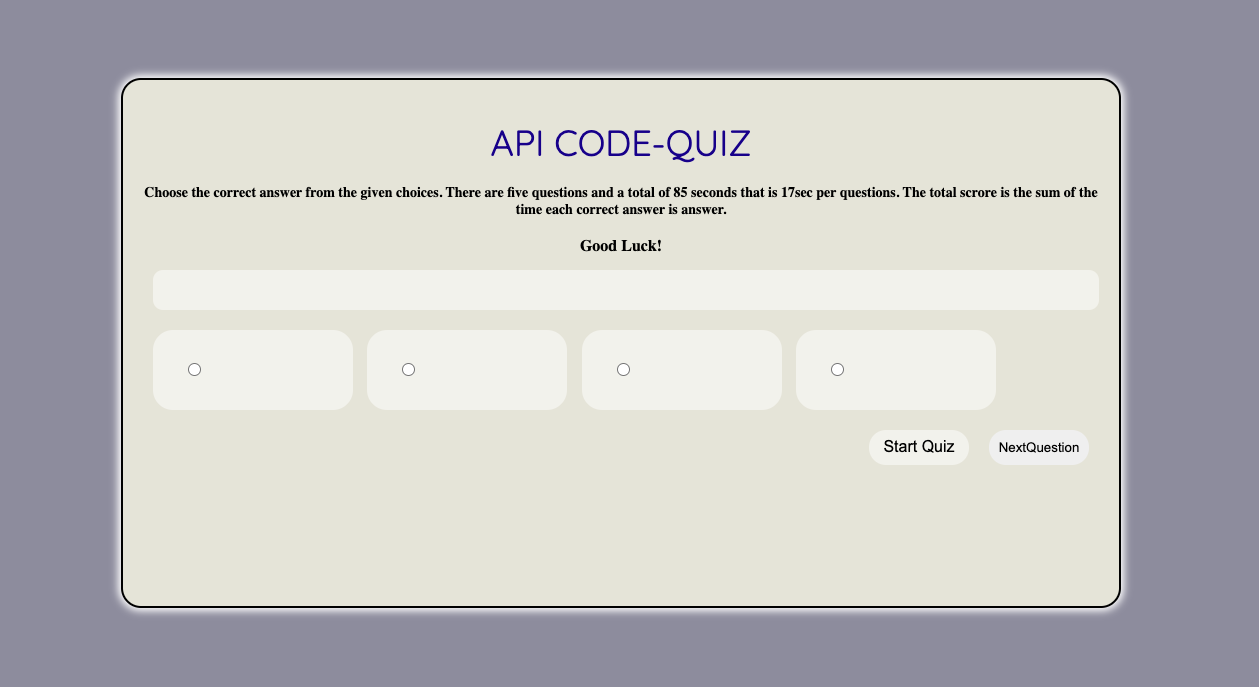 API CODE-QUIZ
Choose the correct answer from the given choices. There are five questions and a total of 85 seconds that is 17sec per questions. The total scrore is the sum of the
time each correct answer is answer.
Good Luck!
Start Quiz
NextQuestion